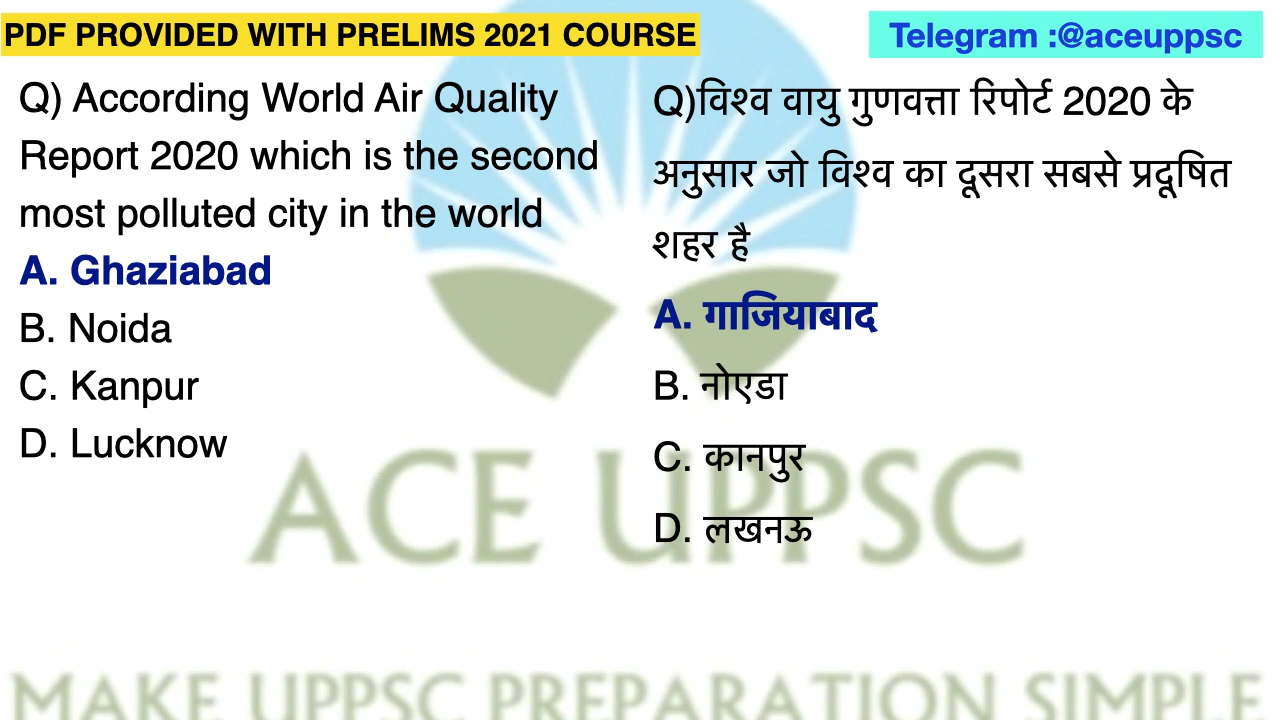 PDF PROVIDED WITH PRELIMS 2021 COURSE
Telegram :@aceuppsc
Q) According World Air Quality
Report 2020 which is the second
most polluted city in the world
A. Ghaziabad
B. Noida
C. Kanpur
D. Lucknow
Q)विश्व वायु गुणवत्ता रिपोर्ट 2020 के
अनुसार जो विश्व का दूसरा सबसे प्रदूषित
शहर है
A. गाजियाबाद
B. नोएडा
C. कानपुर
D. लखनऊ
ACE UPPSC
MAKE UPPSC PREPARATION SIMPLE